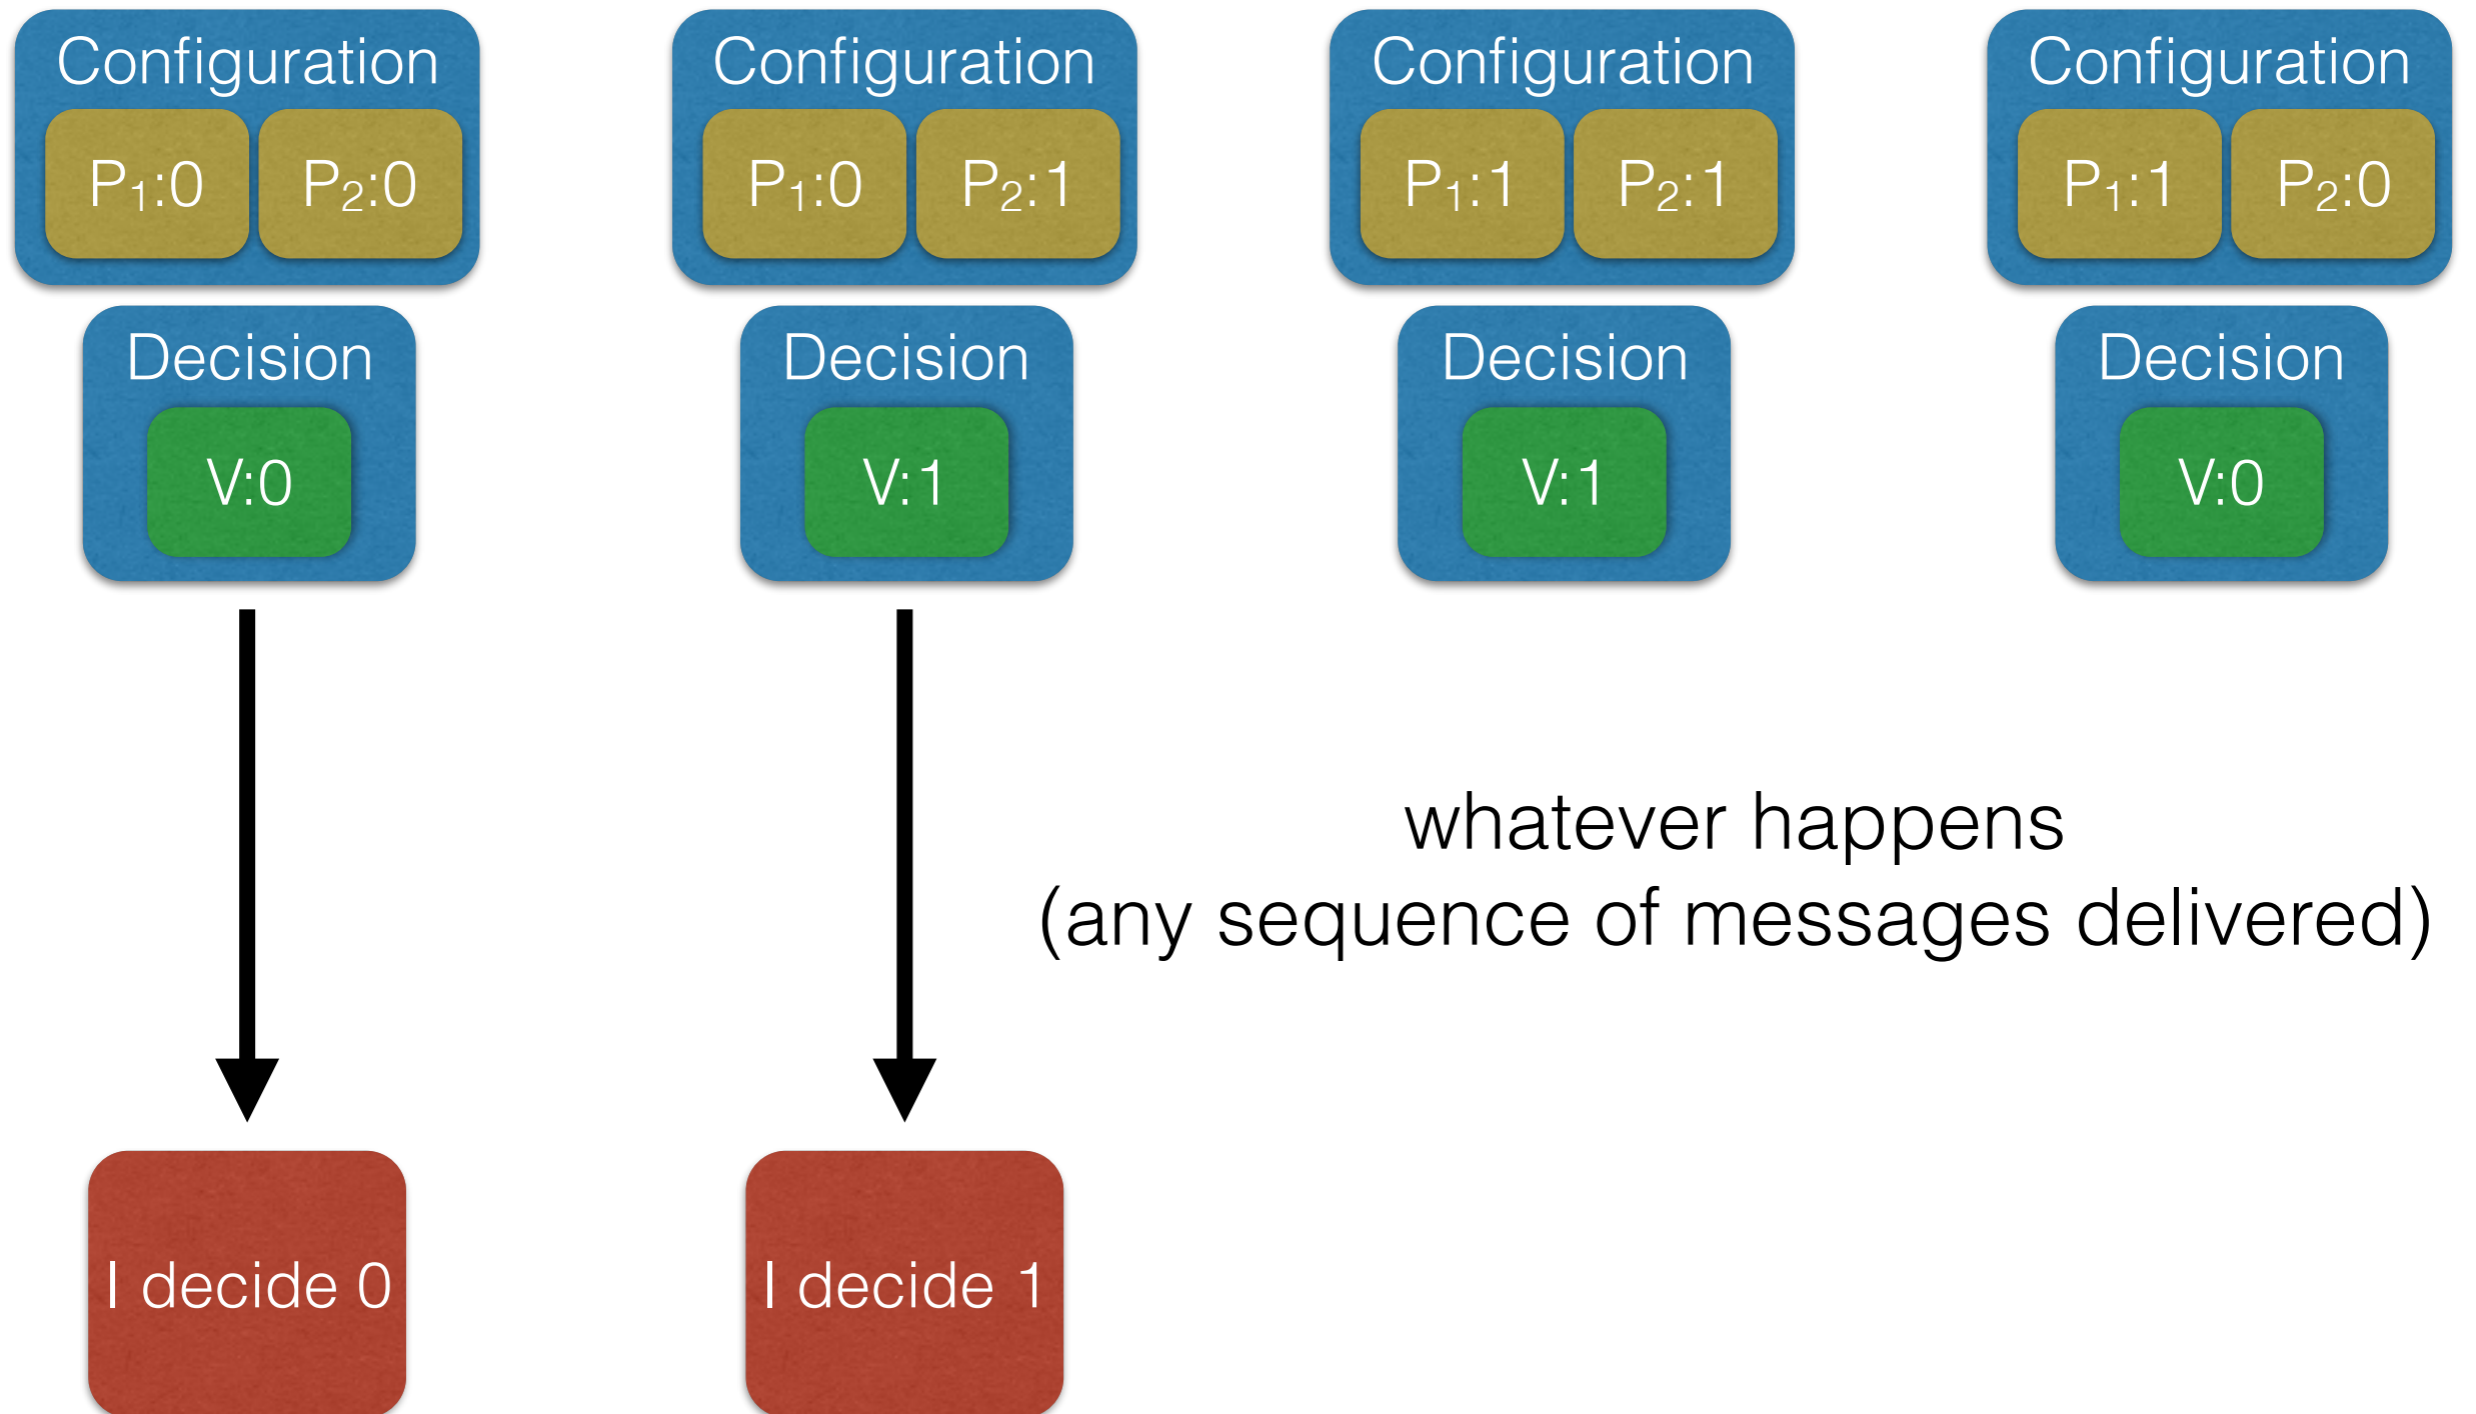 Configuration
P₁:0 P₂:0
Decision
V:0
I decide 0
Configuration
P₁:0 P₂:1
Decision
V:1
I decide 1
Configuration
P₁:1 P₂:1
Decision
V:1
Configuration
P₁:1 P₂:0
Decision
V:0
whatever happens
(any sequence of messages delivered)